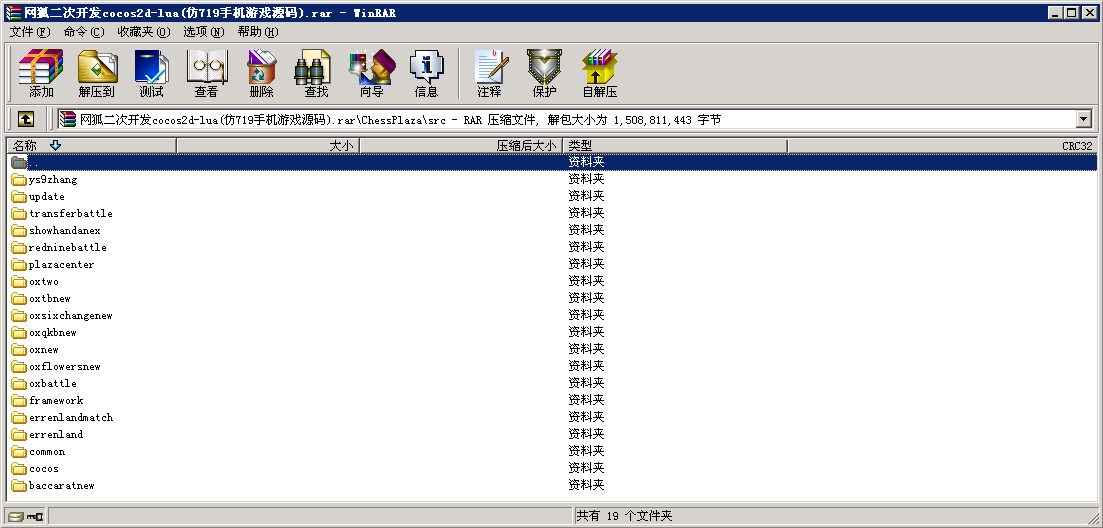 网狐二次开发cocos2d-lua(仿719手机游戏源码).rar - WinRAR
文件(F) 命令(C) 收藏夹(O) 选项(N) 帮助(H)
添加 解压到 测试 查看 删除 查找 向导 信息 注释 保护 自解压
网狐二次开发cocos2d-lua(仿719手机游戏源码).rar\ChessPlaza\src - RAR 压缩文件, 解包大小为 1,508,811,443 字节
名称 大小 压缩后大小 类型 CRC32
.. 资料夹
ys9zhang 资料夹
update 资料夹
transferbattle 资料夹
showhandanex 资料夹
redninebattle 资料夹
plazacenter 资料夹
oxtwo 资料夹
oxtbnew 资料夹
oxsixchangenew 资料夹
oxqkbnew 资料夹
oxnew 资料夹
oxflowersnew 资料夹
oxbattle 资料夹
framework 资料夹
errenlandmatch 资料夹
errenland 资料夹
common 资料夹
cocos 资料夹
baccaratnew 资料夹
共有 19 个文件夹